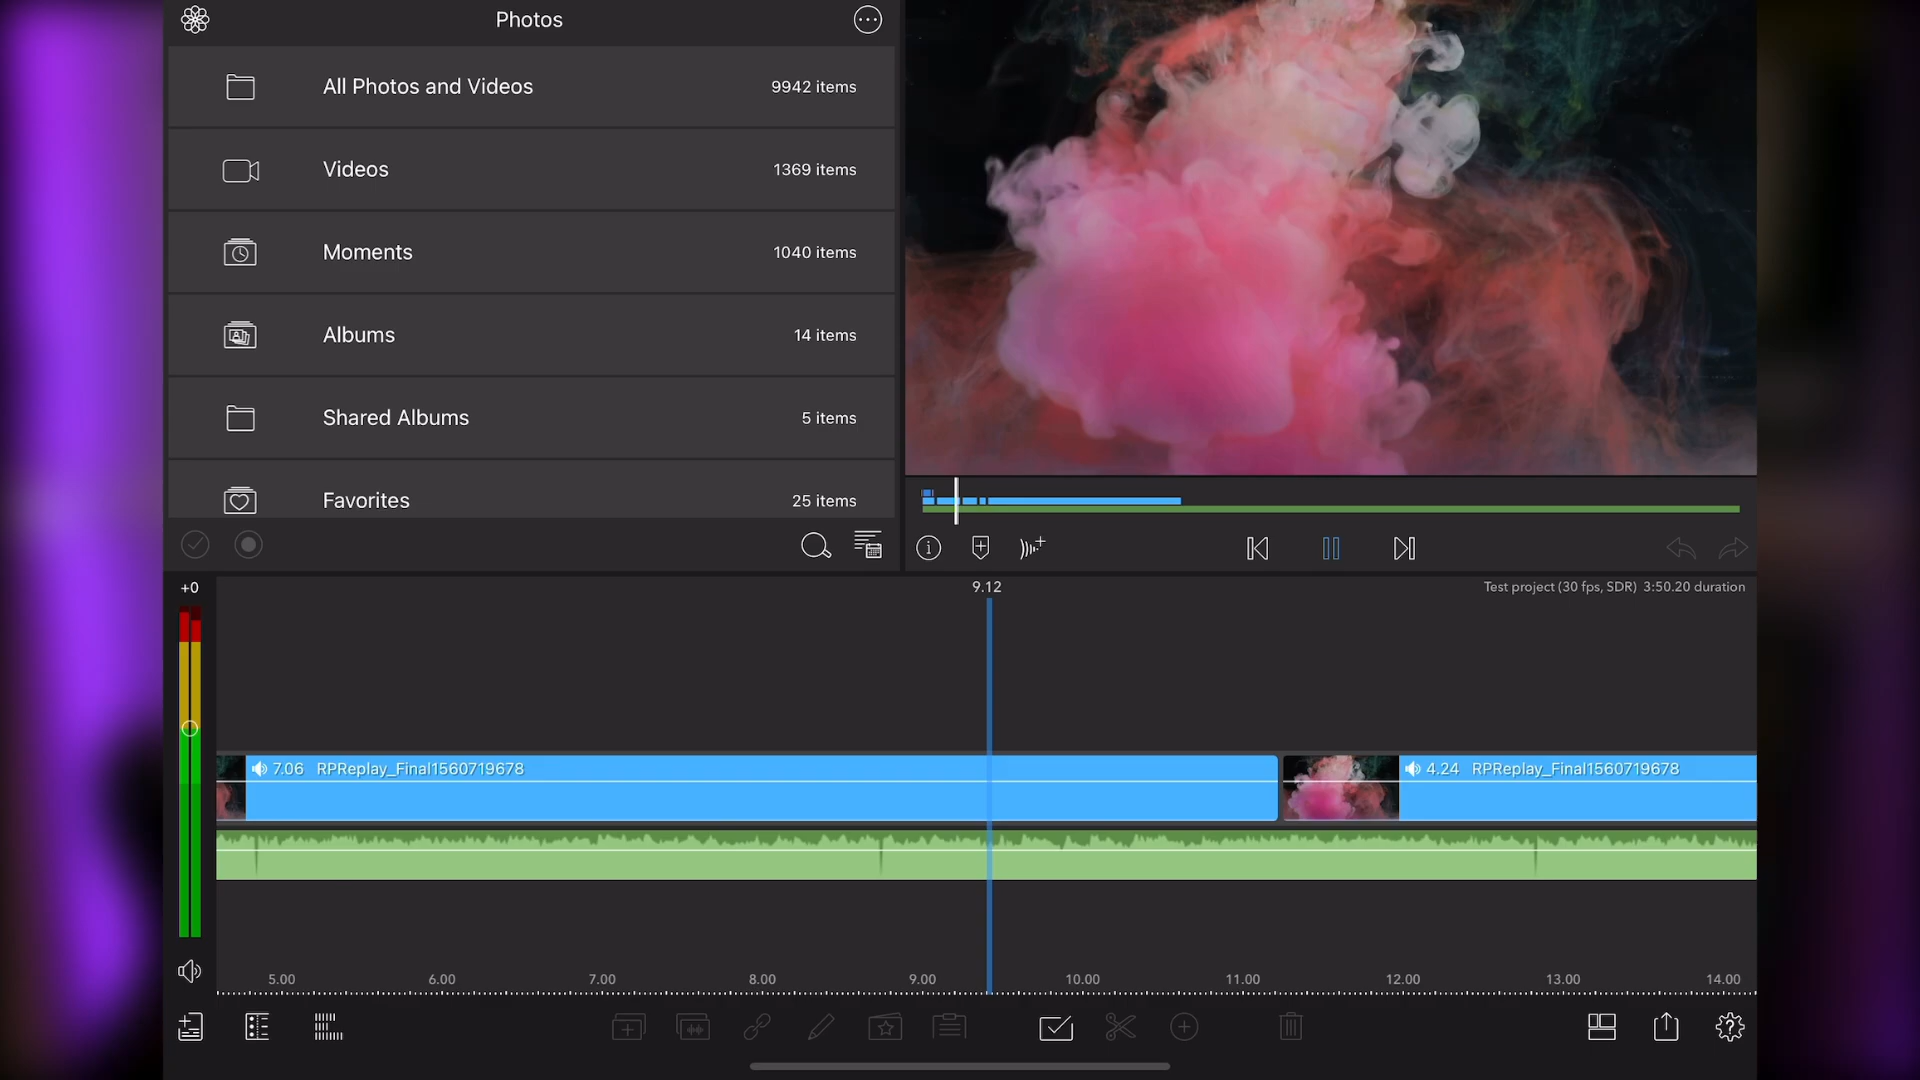 Photos
All Photos and Videos 9942 items
Videos 1369 items
Moments 1040 items
Albums 14 items
Shared Albums 5 items
Favorites 25 items
+0
9.12
Test project (30 fps, SDR) 3:50.20 duration
7.06 RPReplay_Final1560719678
4.24 RPReplay_Final1560719678
5.00 6.00 7.00 8.00 9.00 10.00 11.00 12.00 13.00 14.00